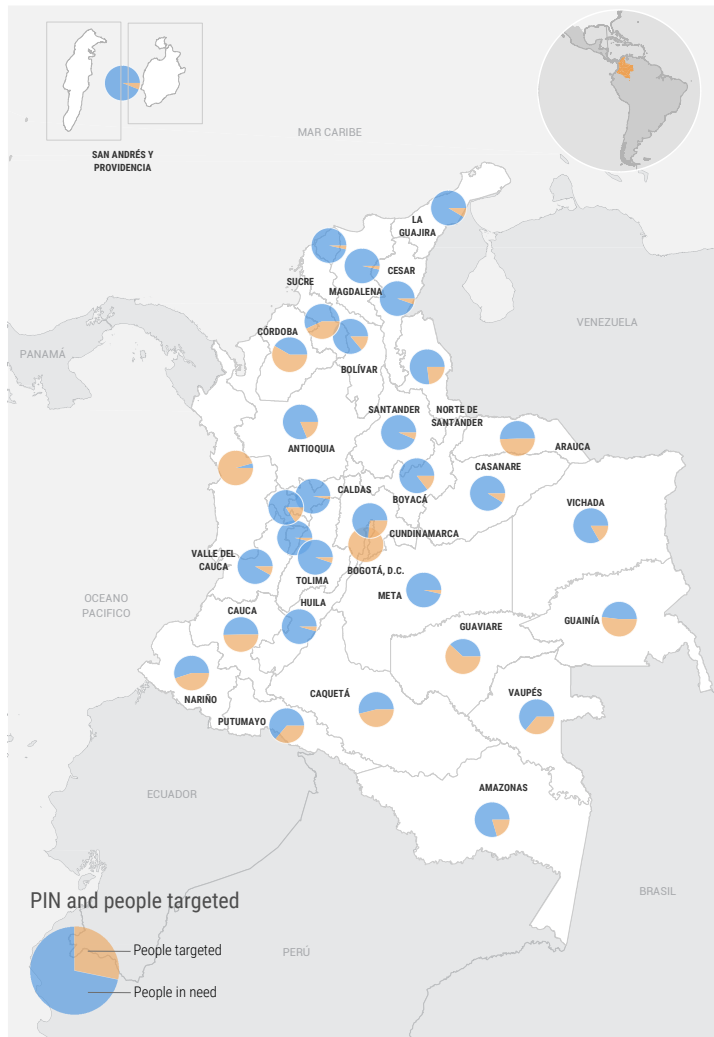 SAN ANDRÉS Y
PROVIDENCIA
MAR CARIBE
LA
GUAJIRA
CESAR
SUCRE
MAGDALENA
VENEZUELA
CÓRDOBA
PANAMÁ
BOLÍVAR
SANTANDER
NORTE DE
SANTANDER
ANTIOQUIA
ARAUCA
CASANARE
CALDAS
BOYACÁ
VICHADA
CUNDINAMARCA
VALLE DEL
CAUCA
BOGOTÁ, D.C.
TOLIMA
META
OCEANO
PACIFICO
HUILA
CAUCA
GUAINÍA
GUAVIARE
NARIÑO
CAQUETÁ
VAUPÉS
PUTUMAYO
AMAZONAS
ECUADOR
BRASIL
PIN and people targeted
People targeted
PERÚ
People in need